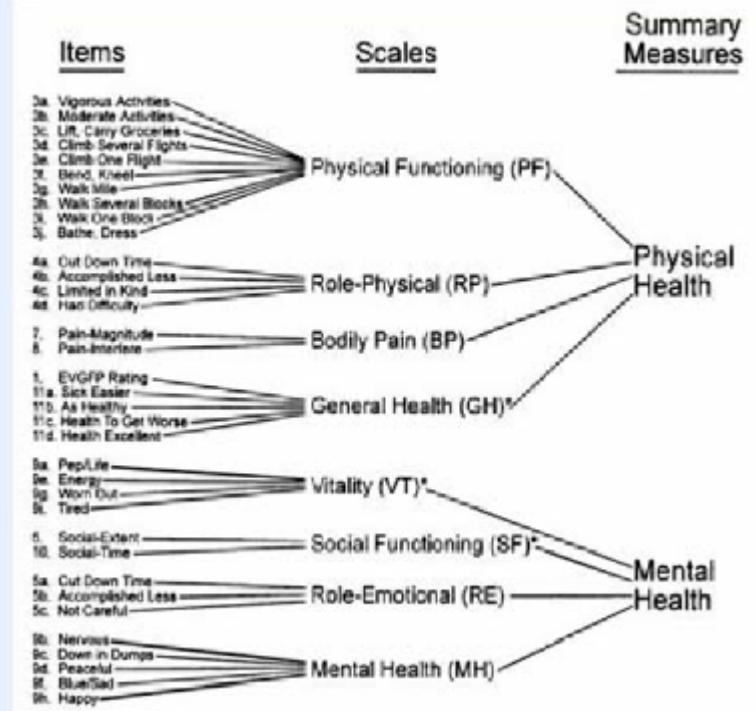 Items
Scales
Summary
Measures
3a. Vigorous Activities
3b. Moderate Activities
3c. Lift, Carry Groceries
3d. Climb Several Flights
3e. Climb One Flight
3f. Bend, Kneel
3g. Walk Mile
3h. Walk Several Blocks
3i. Walk One Block
3j. Bathe, Dress
Physical Functioning (PF)
4a. Cut Down Time
4b. Accomplished Less
4c. Limited in Kind
4d. Had Difficulty
Role-Physical (RP)
Physical
Health
7. Pain-Magnitude
8. Pain-Interfere
Bodily Pain (BP)
1. EVGFP Rating
11a. Sick Easier
11b. As Healthy
11c. Health To Get Worse
11d. Health Excellent
General Health (GH)*
9a. Pep/Life
9e. Energy
9g. Worn Out
9i. Tired
Vitality (VT)*
6. Social-Extent
10. Social-Time
Social Functioning (SF)*
5a. Cut Down Time
5b. Accomplished Less
5c. Not Careful
Role-Emotional (RE)
Mental
Health
9b. Nervous
9c. Down in Dumps
9d. Peaceful
9f. Blue/Sad
9h. Happy
Mental Health (MH)